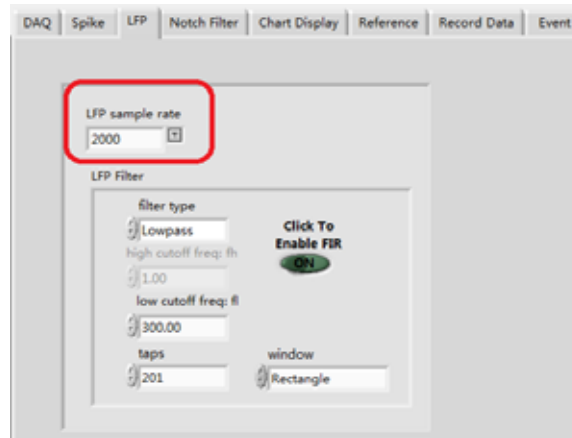 DAQ Spike LFP Notch Filter Chart Display Reference Record Data Event
LFP sample rate
2000
LFP Filter
filter type
Lowpass
high cutoff freq: fh
1.00
low cutoff freq: fl
300.00
taps
201
Click To
Enable FIR
ON
window
Rectangle